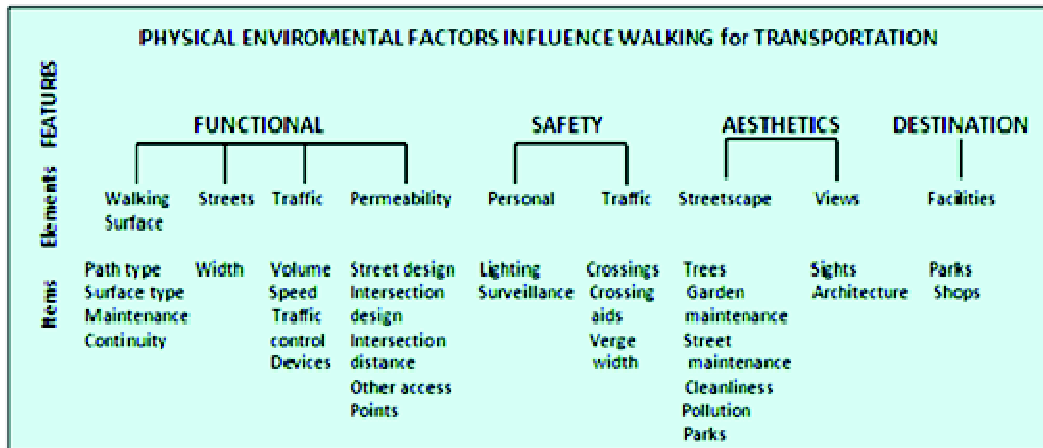 PHYSICAL ENVIROMENTAL FACTORS INFLUENCE WALKING for TRANSPORTATION
FEATURES
FUNCTIONAL SAFETY AESTHETICS DESTINATION
Elements
Walking Surface
Streets
Traffic
Permeability
Personal
Traffic
Streetscape
Views
Facilities
Items
Path type
Surface type
Maintenance
Continuity
Width
Volume
Speed
Traffic
control
Devices
Street design
Intersection
design
Intersection
distance
Other access
Points
Lighting
Surveillance
Crossings
Crossing
aids
Verge
width
Trees
Garden
maintenance
Street
maintenance
Cleanliness
Pollution
Parks
Sights
Architecture
Parks
Shops